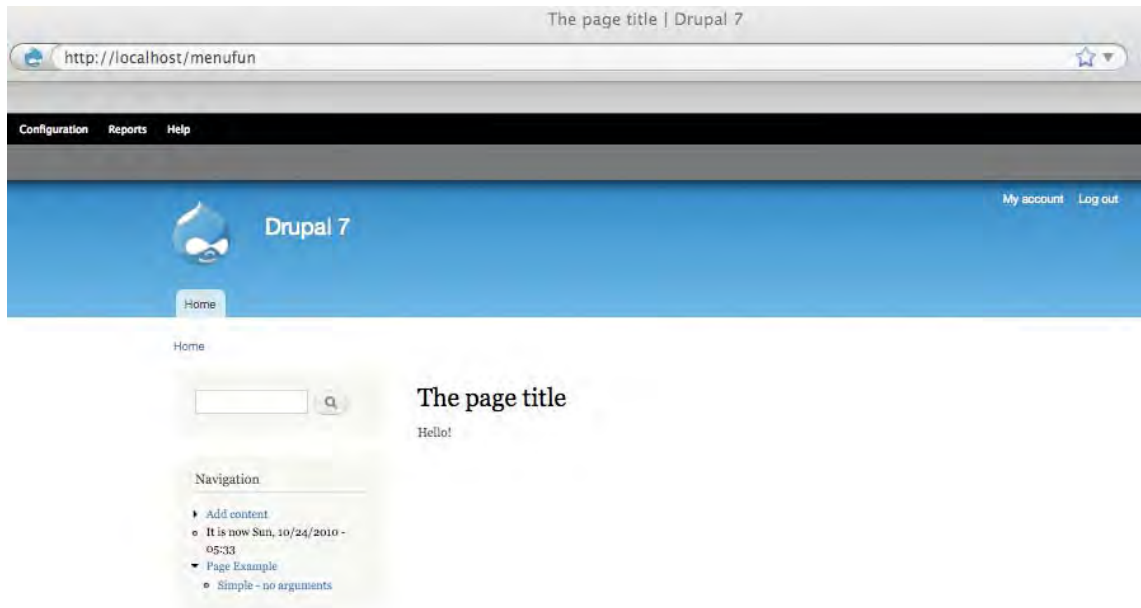 The page title | Drupal 7
http://localhost/menufun
Configuration Reports Help
My account Log out
Drupal 7
Home
Home
The page title
Hello!
Navigation
Add content
It is now Sun, 10/24/2010 -
05:33
Page Example
Simple - no arguments